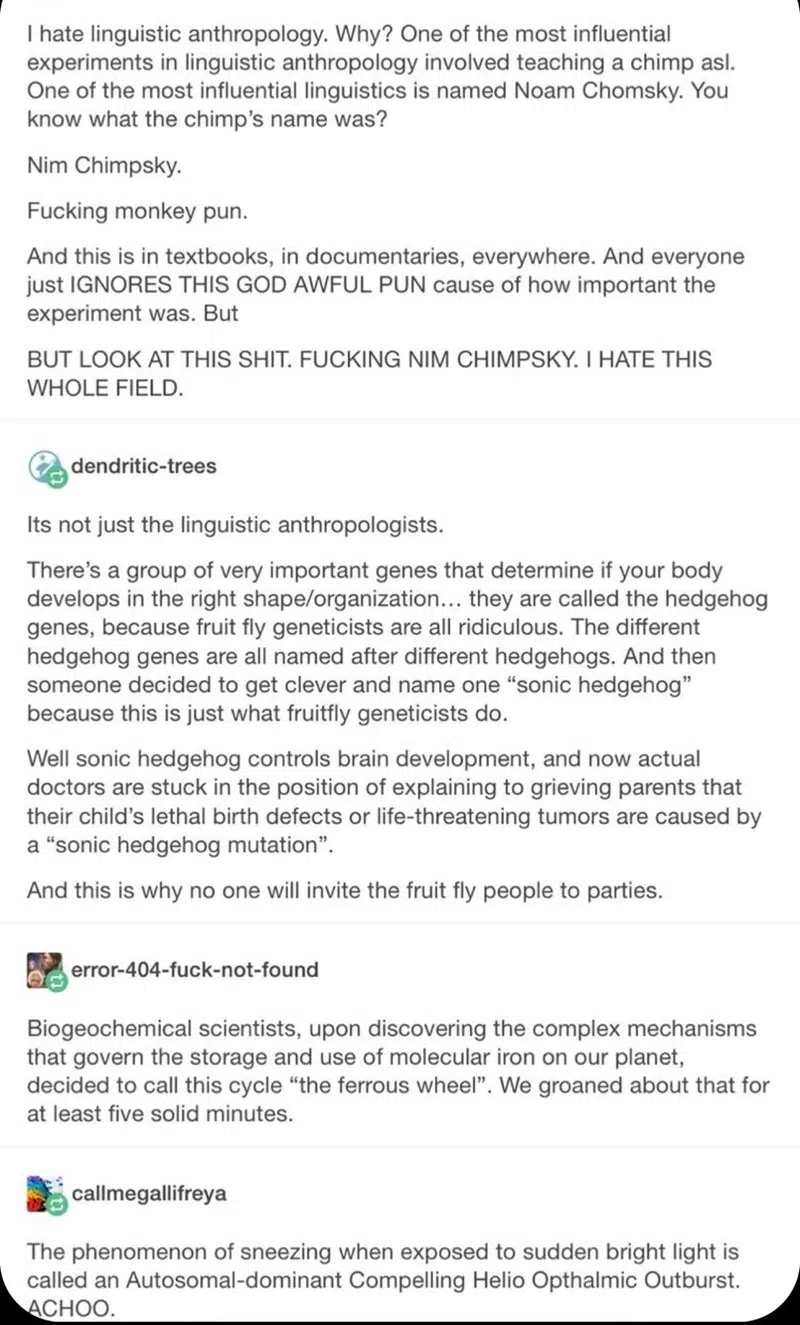 I hate linguistic anthropology. Why? One of the most influential
experiments in linguistic anthropology involved teaching a chimp asl.
One of the most influential linguistics is named Noam Chomsky. You
know what the chimp's name was?
Nim Chimpsky.
Fucking monkey pun.
And this is in textbooks, in documentaries, everywhere. And everyone
just IGNORES THIS GOD AWFUL PUN cause of how important the
experiment was. But
BUT LOOK AT THIS SHIT. FUCKING NIM CHIMPSKY. I HATE THIS
WHOLE FIELD.
dendritic-trees
Its not just the linguistic anthropologists.
There's a group of very important genes that determine if your body
develops in the right shape/organization... they are called the hedgehog
genes, because fruit fly geneticists are all ridiculous. The different
hedgehog genes are all named after different hedgehogs. And then
someone decided to get clever and name one “sonic hedgehog”
because this is just what fruitfly geneticists do.
Well sonic hedgehog controls brain development, and now actual
doctors are stuck in the position of explaining to grieving parents that
their child's lethal birth defects or life-threatening tumors are caused by
a “sonic hedgehog mutation”.
And this is why no one will invite the fruit fly people to parties.
error-404-fuck-not-found
Biogeochemical scientists, upon discovering the complex mechanisms
that govern the storage and use of molecular iron on our planet,
decided to call this cycle “the ferrous wheel”. We groaned about that for
at least five solid minutes.
callmegallifreya
The phenomenon of sneezing when exposed to sudden bright light is
called an Autosomal-dominant Compelling Helio Opthalmic Outburst.
ACHOO.